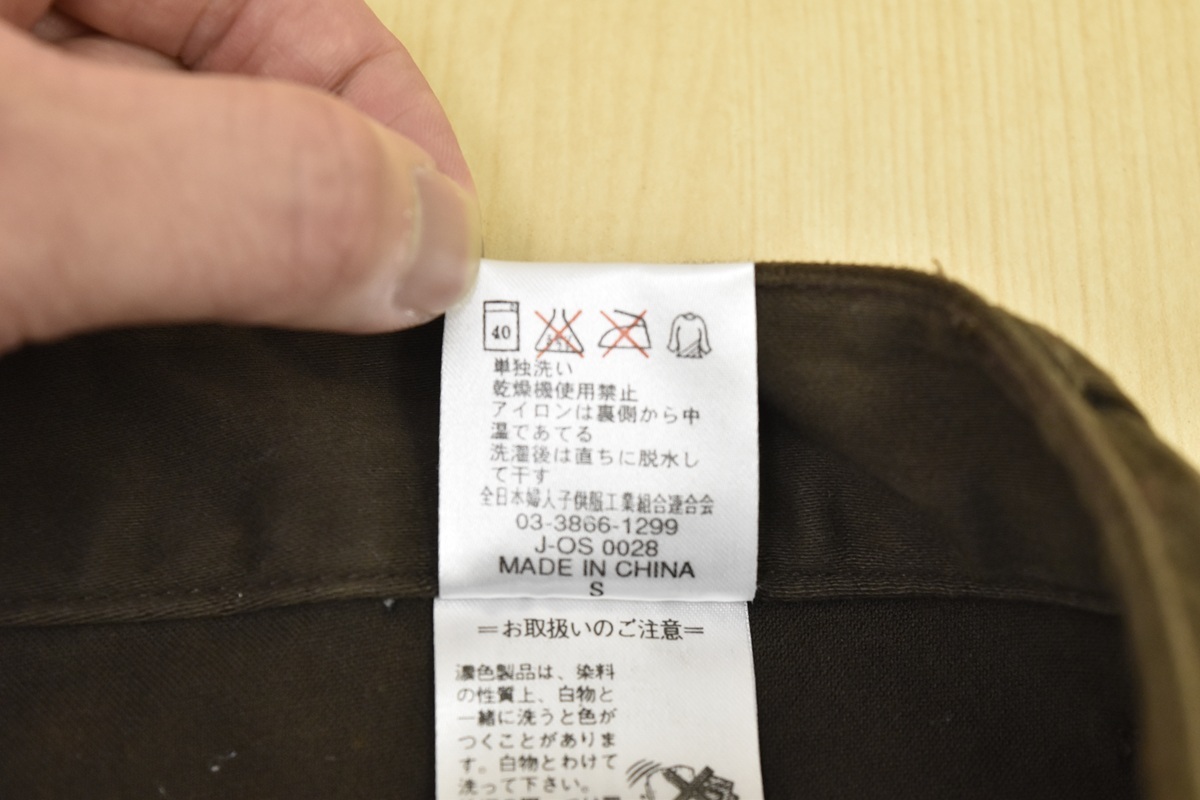 40
単独洗い
乾燥機使用禁止
アイロンは裏側から中
温であてる
洗濯後は直ちに脱水し
て干す
全日本婦人子供服工業組合連合会
03-3866-1299
J-OS 0028
MADE IN CHINA
S
=お取扱いのご注意=
濃色製品は、染料
の性質上、白物と
一緒に洗うと色が
つくことがありま
す。白物とわけて
洗って下さい。